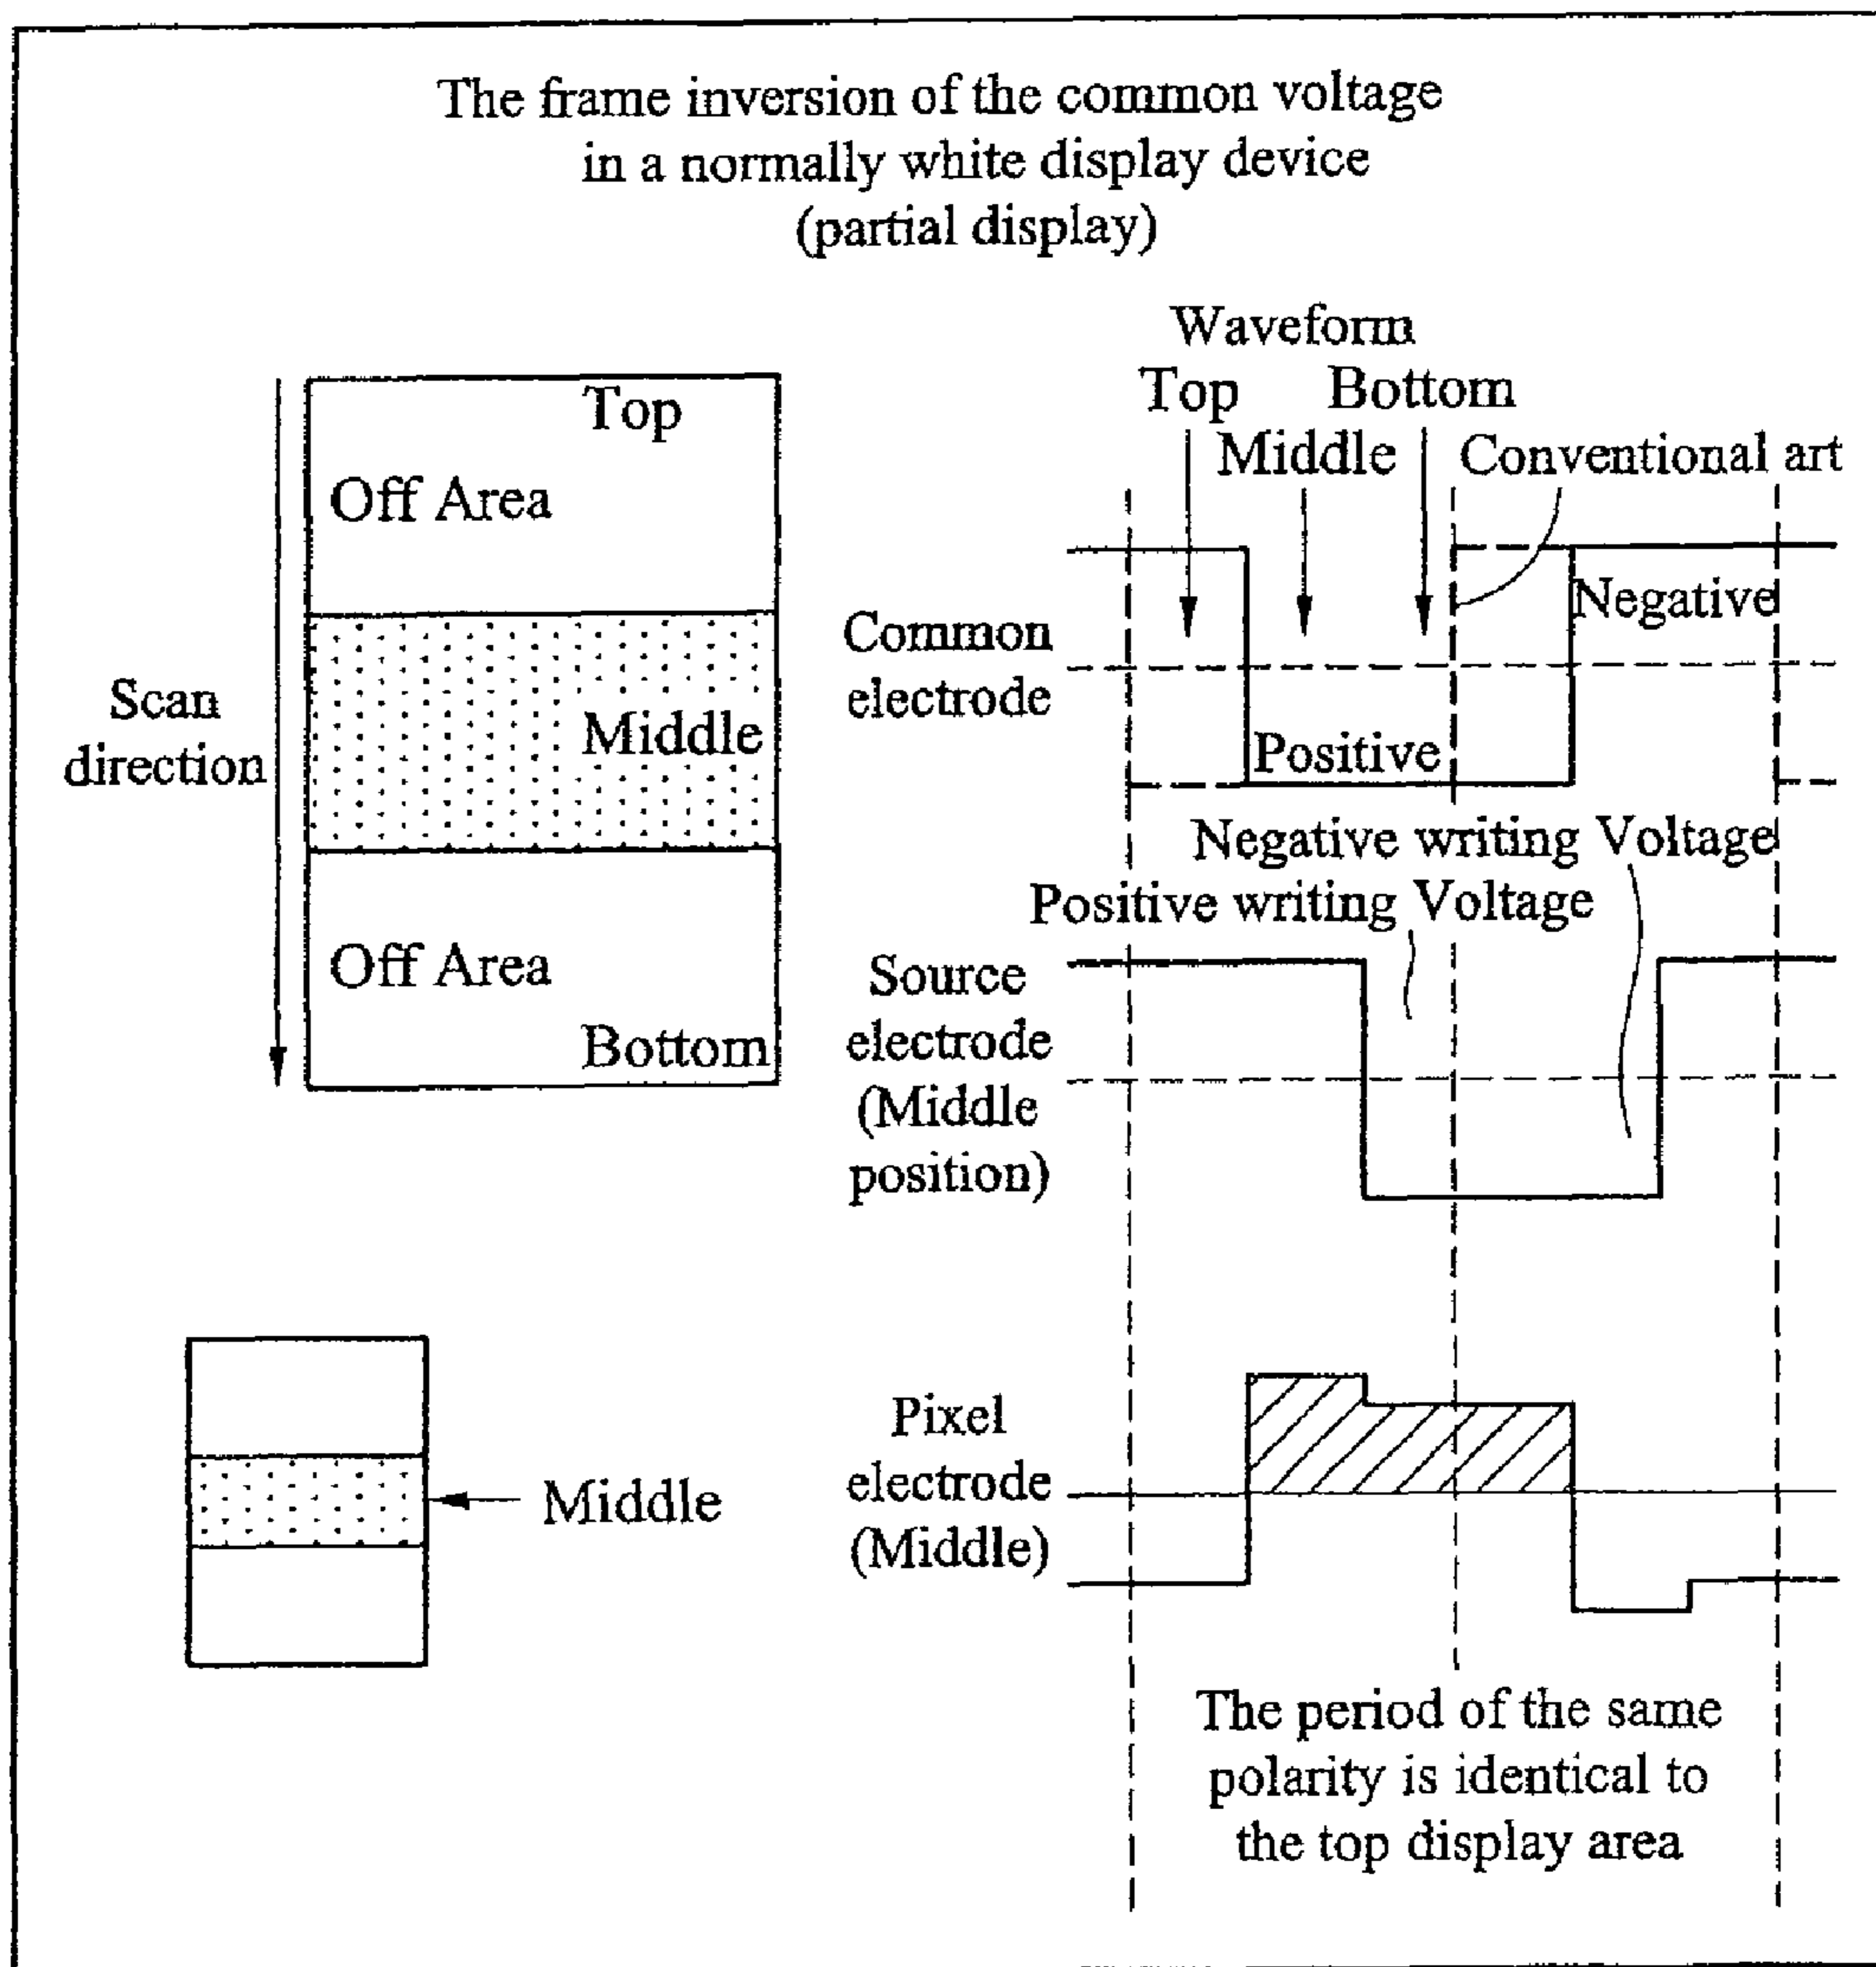 The frame inversion of the common voltage
in a normally white display device
(partial display)
Top
Off Area
Middle
Off Area
Bottom
Scan
direction
Middle
Waveform
Top
Bottom
Middle
Conventional art
Common
electrode
Negative
Positive
Negative writing Voltage
Positive writing Voltage
Source
electrode
(Middle
position)
Pixel
electrode
(Middle)
The period of the same
polarity is identical to
the top display area